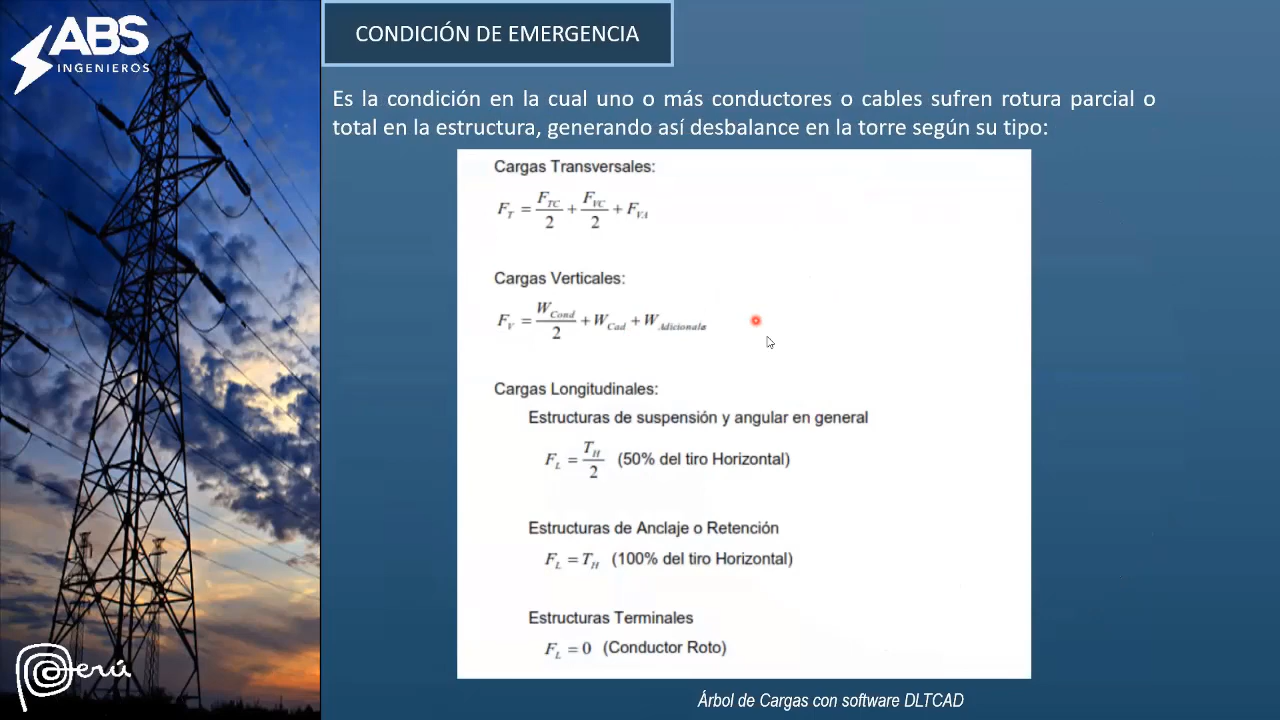 ABS
INGENIEROS
CONDICIÓN DE EMERGENCIA
Es la condición en la cual uno o más conductores o cables sufren rotura parcial o
total en la estructura, generando así desbalance en la torre según su tipo:
Cargas Transversales:
F_T = F_TC/2 + F_VC/2 + F_VA
Cargas Verticales:
F_V = W_Cond/2 + W_Cad + W_Adicionales
Cargas Longitudinales:
Estructuras de suspensión y angular en general
F_L = T_H/2 (50% del tiro Horizontal)
Estructuras de Anclaje o Retención
F_L = T_H (100% del tiro Horizontal)
Estructuras Terminales
F_L = 0 (Conductor Roto)
Perú
Árbol de Cargas con software DLTCAD